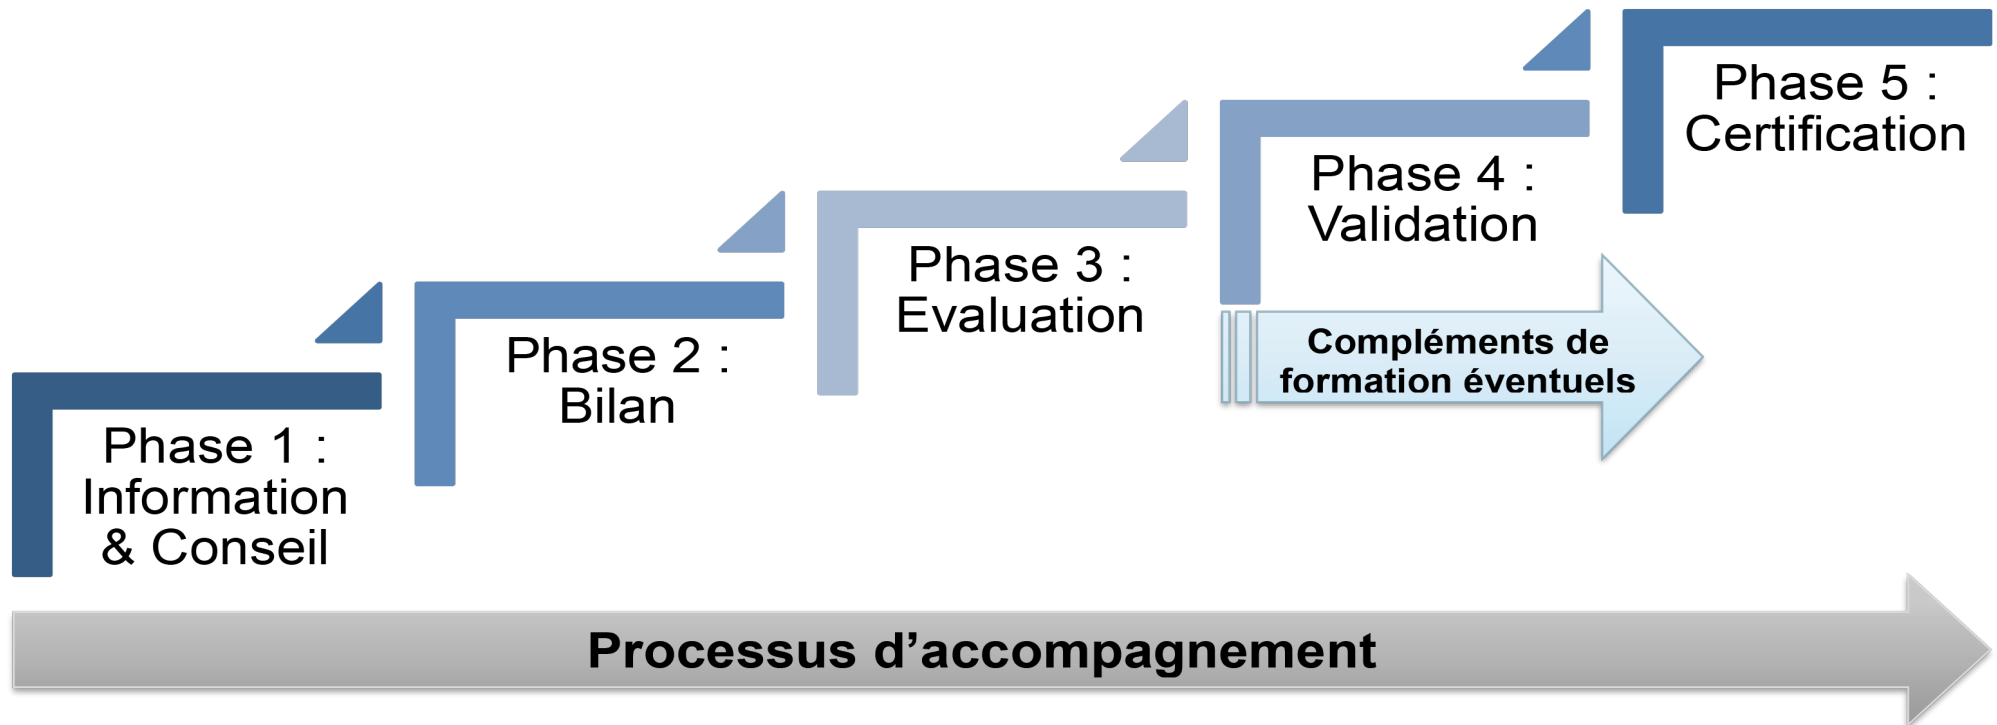 Phase 1 :
Information
& Conseil
Phase 2 :
Bilan
Phase 3 :
Evaluation
Phase 4 :
Validation
Phase 5 :
Certification
Compléments de
formation éventuels
Processus d’accompagnement